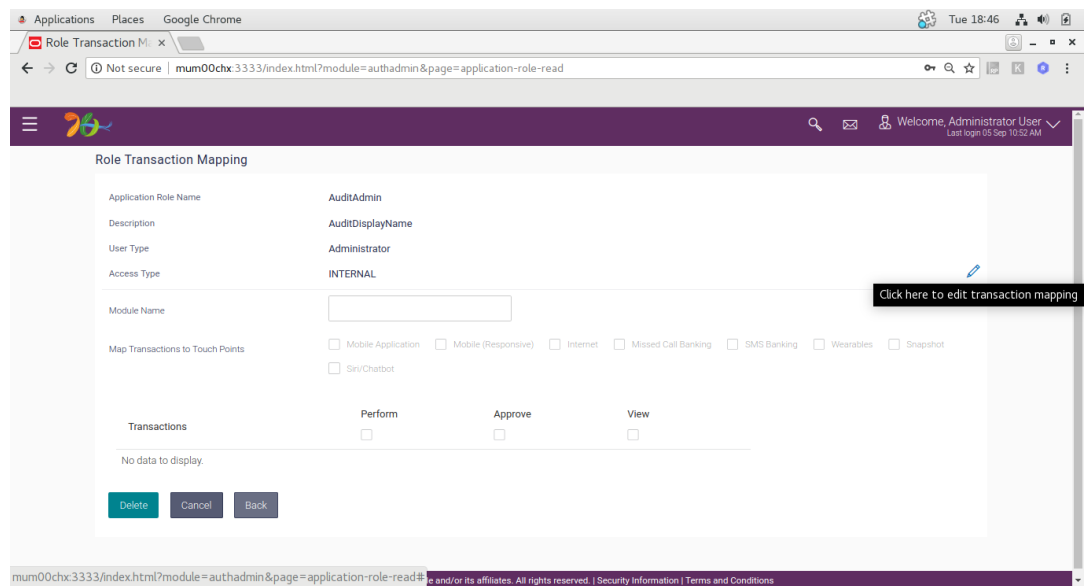 Applications Places Google Chrome Tue 18:46
Role Transaction Ma
Not secure | mum00chx:3333/index.html?module=authadmin&page=application-role-read
Welcome, Administrator User
Last login 05 Sep 10:52 AM
Role Transaction Mapping
Application Role Name AuditAdmin
Description AuditDisplayName
User Type Administrator
Access Type INTERNAL
Click here to edit transaction mapping
Module Name
Map Transactions to Touch Points Mobile Application Mobile (Responsive) Internet Missed Call Banking SMS Banking Wearables Snapshot
Siri/Chatbot
Transactions Perform Approve View
No data to display.
Delete Cancel Back
mum00chx:3333/index.html?module=authadmin&page=application-role-read# e and/or its affiliates. All rights reserved. | Security Information | Terms and Conditions